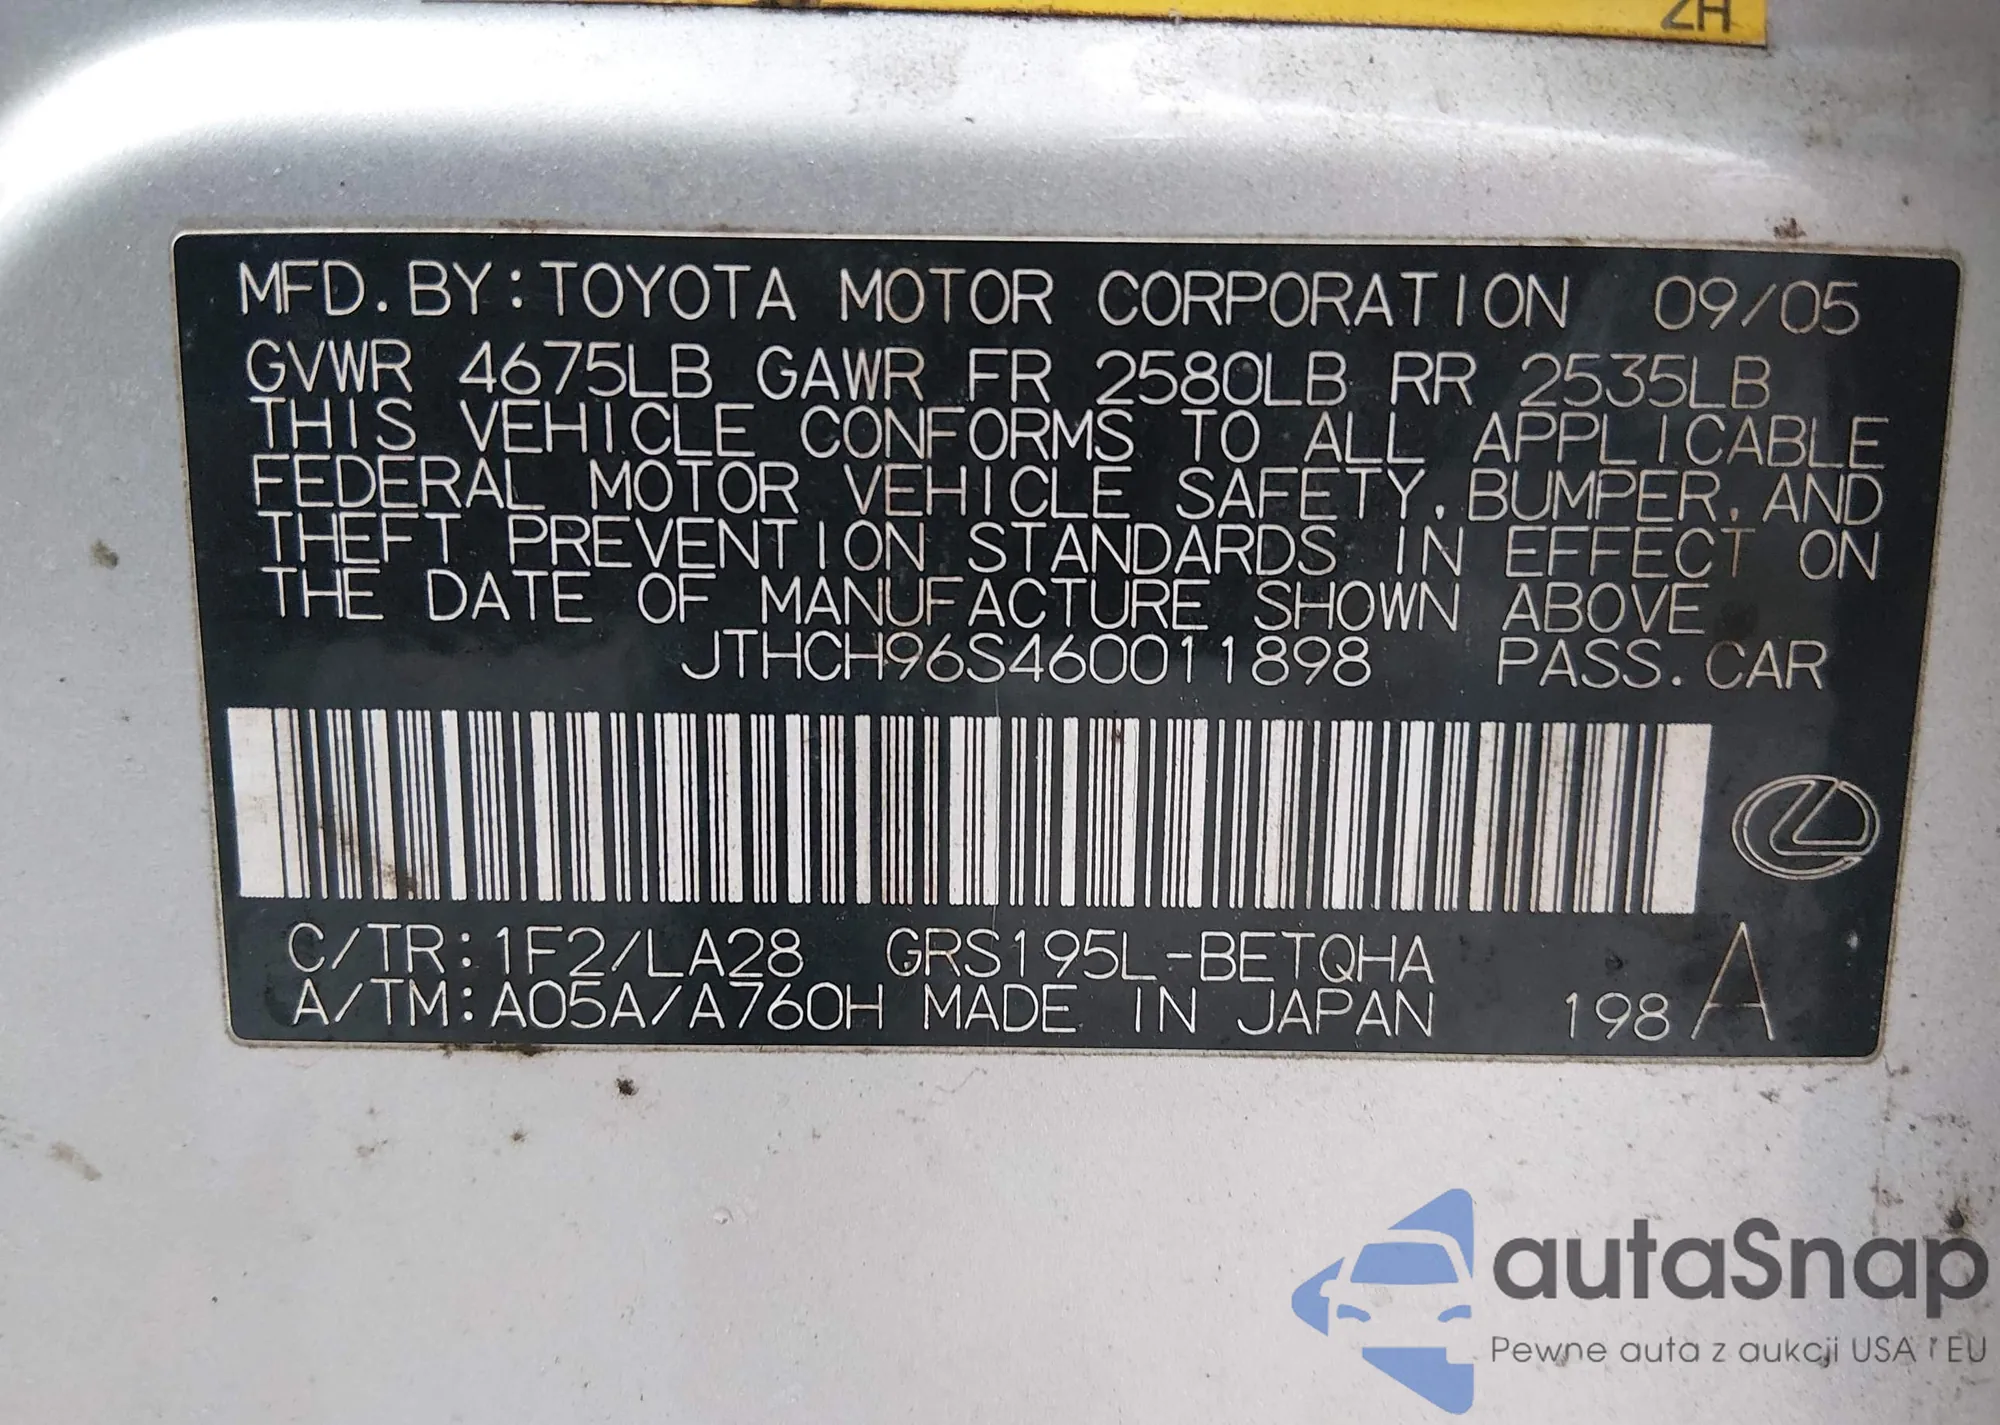 ZH
MFD. BY: TOYOTA MOTOR CORPORATION 09/05
GVWR 4675LB GAWR FR 2580LB RR 2535LB
THIS VEHICLE CONFORMS TO ALL APPLICABLE
FEDERAL MOTOR VEHICLE SAFETY, BUMPER, AND
THEFT PREVENTION STANDARDS IN EFFECT ON
THE DATE OF MANUFACTURE SHOWN ABOVE
JTHCH96S460011898 PASS. CAR
C/TR: 1F2/LA28 GRS195L-BETQHA
A/TM: A05A/A760H MADE IN JAPAN 198 A
autaSnap
Pewne auta z aukcji USA i EU